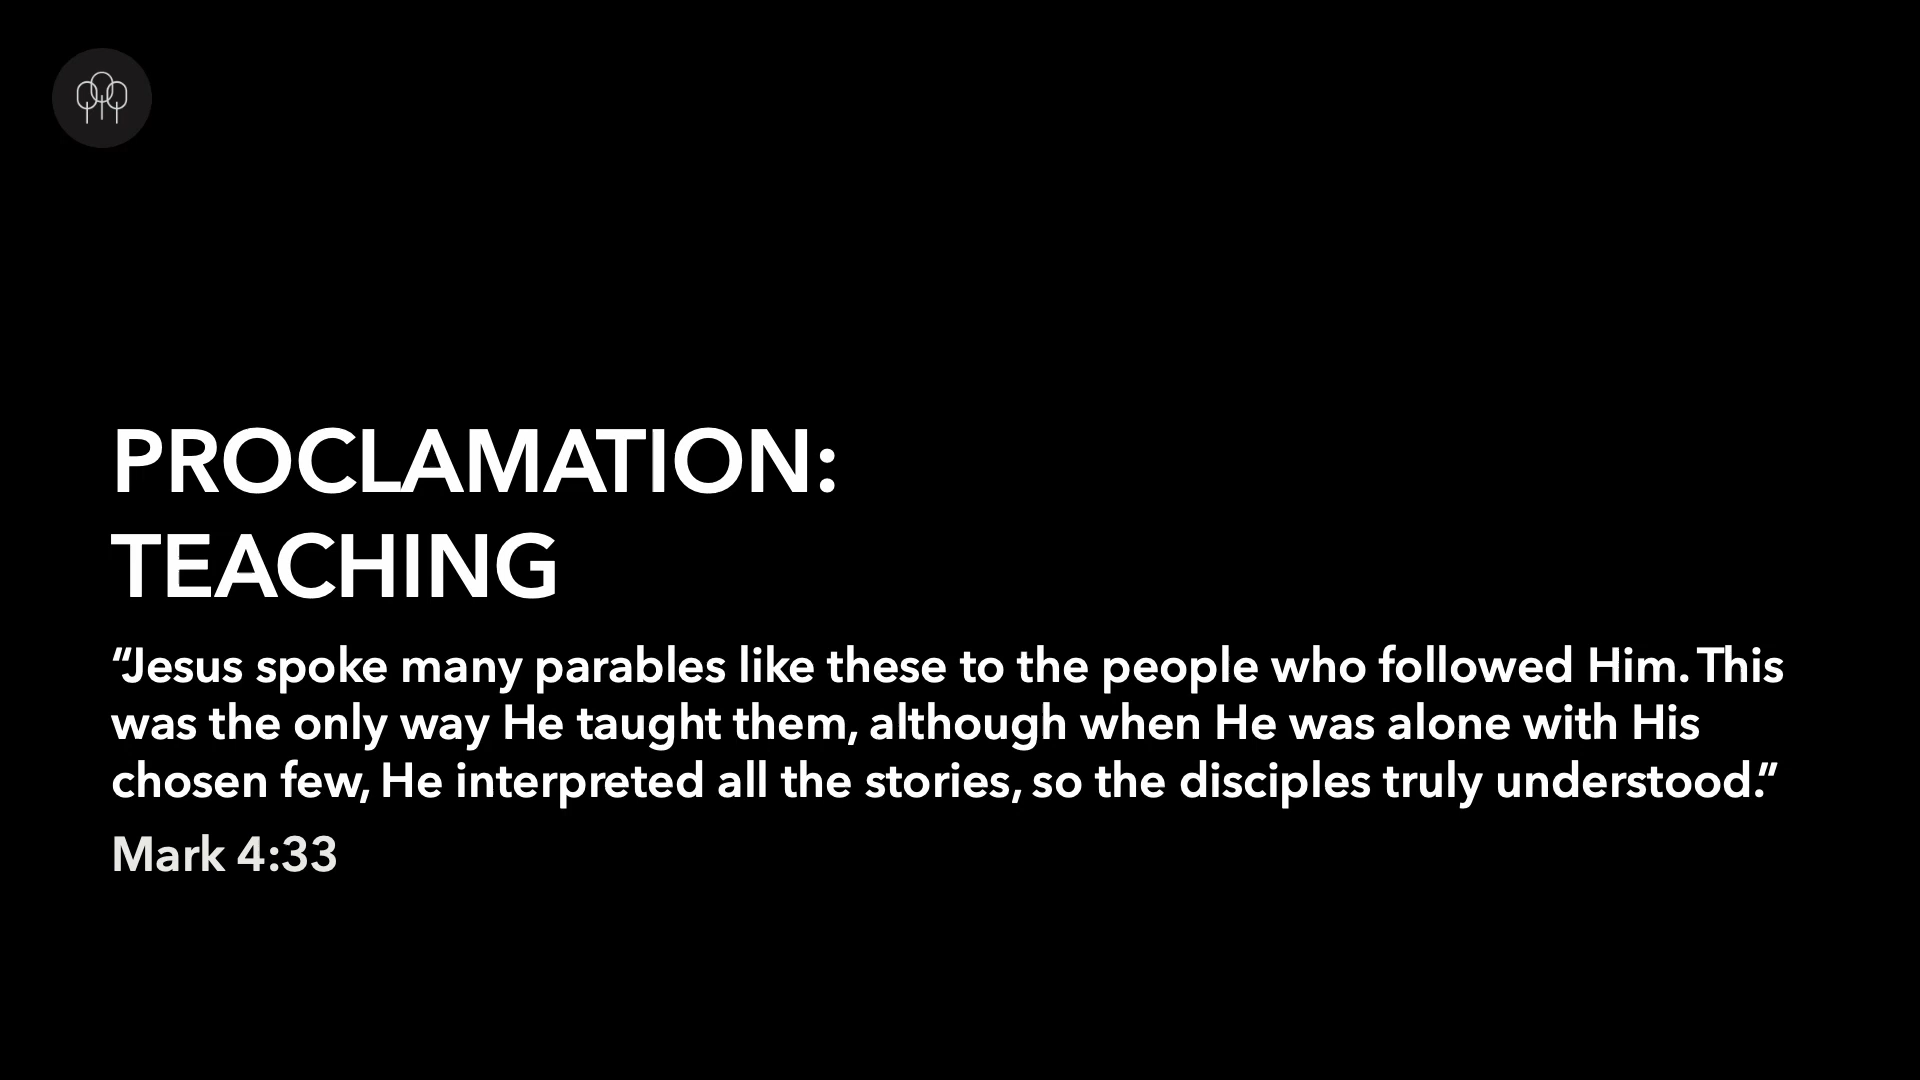 PROCLAMATION:
TEACHING
“Jesus spoke many parables like these to the people who followed Him. This
was the only way He taught them, although when He was alone with His
chosen few, He interpreted all the stories, so the disciples truly understood.”
Mark 4:33